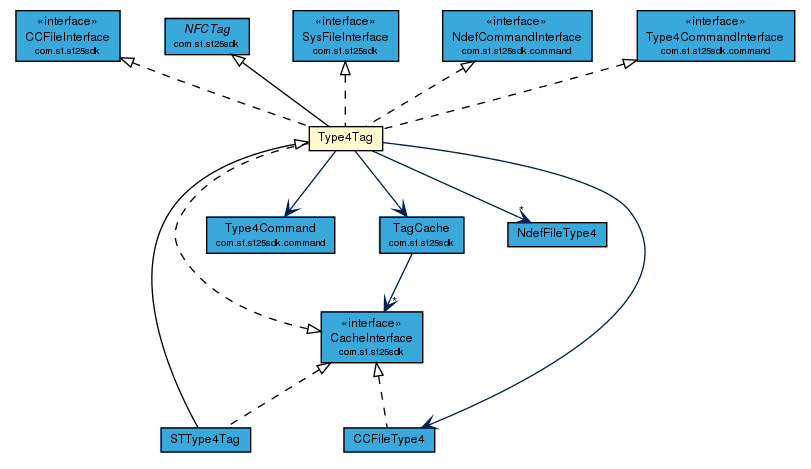 «interface»
CCFileInterface
com.st.st25sdk
NFCTag
com.st.st25sdk
«interface»
SysFileInterface
com.st.st25sdk
«interface»
NdefCommandInterface
com.st.st25sdk.command
«interface»
Type4CommandInterface
com.st.st25sdk.command
Type4Tag
Type4Command
com.st.st25sdk.command
TagCache
com.st.st25sdk
*
NdefFileType4
*
«interface»
CacheInterface
com.st.st25sdk
STType4Tag
CCFileType4